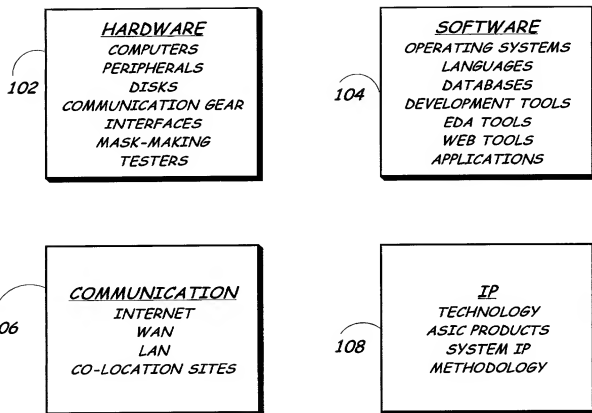 HARDWARE
COMPUTERS
PERIPHERALS
DISKS
COMMUNICATION GEAR
INTERFACES
MASK-MAKING
TESTERS
102
SOFTWARE
OPERATING SYSTEMS
LANGUAGES
DATABASES
DEVELOPMENT TOOLS
EDA TOOLS
WEB TOOLS
APPLICATIONS
104
COMMUNICATION
INTERNET
WAN
LAN
CO-LOCATION SITES
06
IP
TECHNOLOGY
ASIC PRODUCTS
SYSTEM IP
METHODOLOGY
108